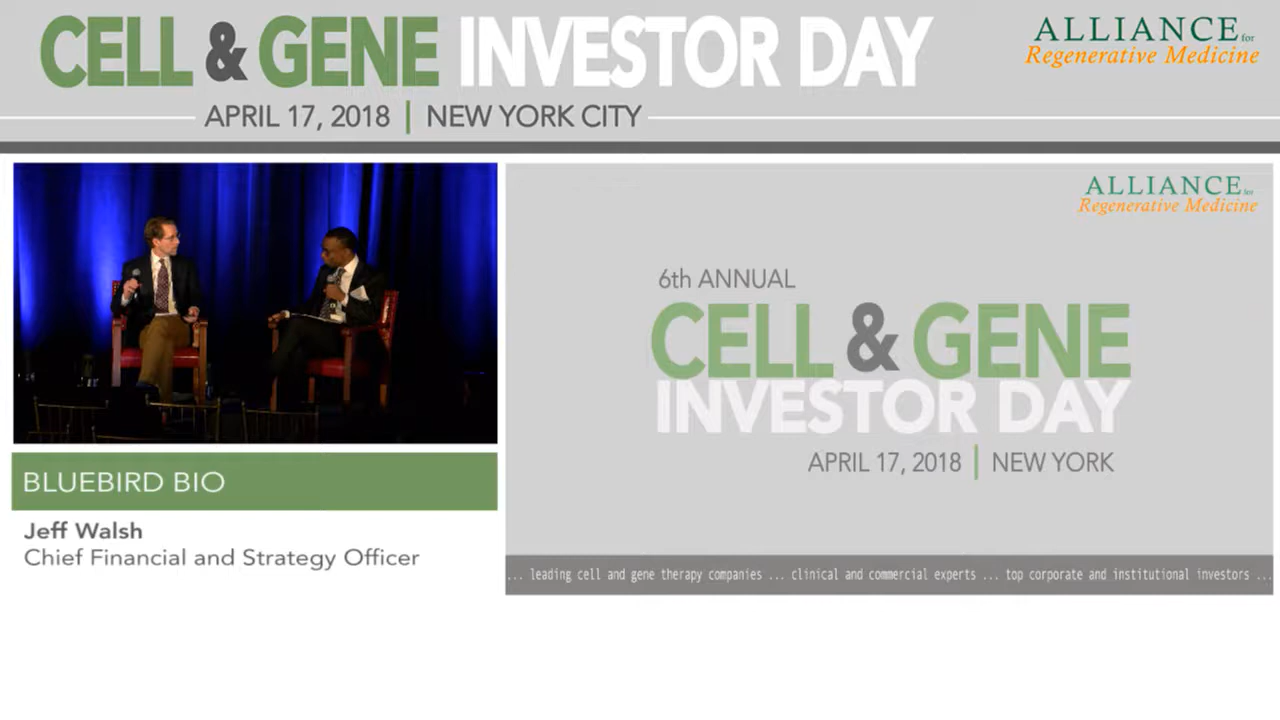 CELL & GENE INVESTOR DAY
APRIL 17, 2018 | NEW YORK CITY
ALLIANCE for
Regenerative Medicine
ALLIANCE for
Regenerative Medicine
6th ANNUAL
CELL & GENE
INVESTOR DAY
APRIL 17, 2018 | NEW YORK
... leading cell and gene therapy companies ... clinical and commercial experts ... top corporate and institutional investors ...
BLUEBIRD BIO
Jeff Walsh
Chief Financial and Strategy Officer